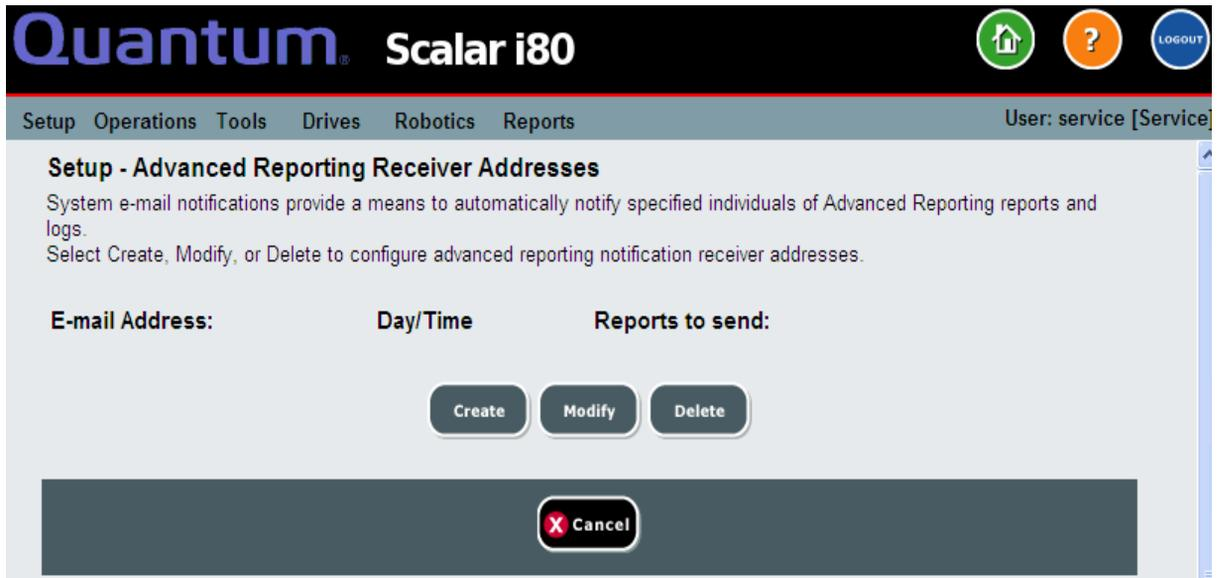 Quantum® Scalar i80
?
LOGOUT
Setup Operations Tools Drives Robotics Reports User: service [Service]
Setup - Advanced Reporting Receiver Addresses
System e-mail notifications provide a means to automatically notify specified individuals of Advanced Reporting reports and
logs.
Select Create, Modify, or Delete to configure advanced reporting notification receiver addresses.
E-mail Address: Day/Time Reports to send:
Create Modify Delete
X Cancel